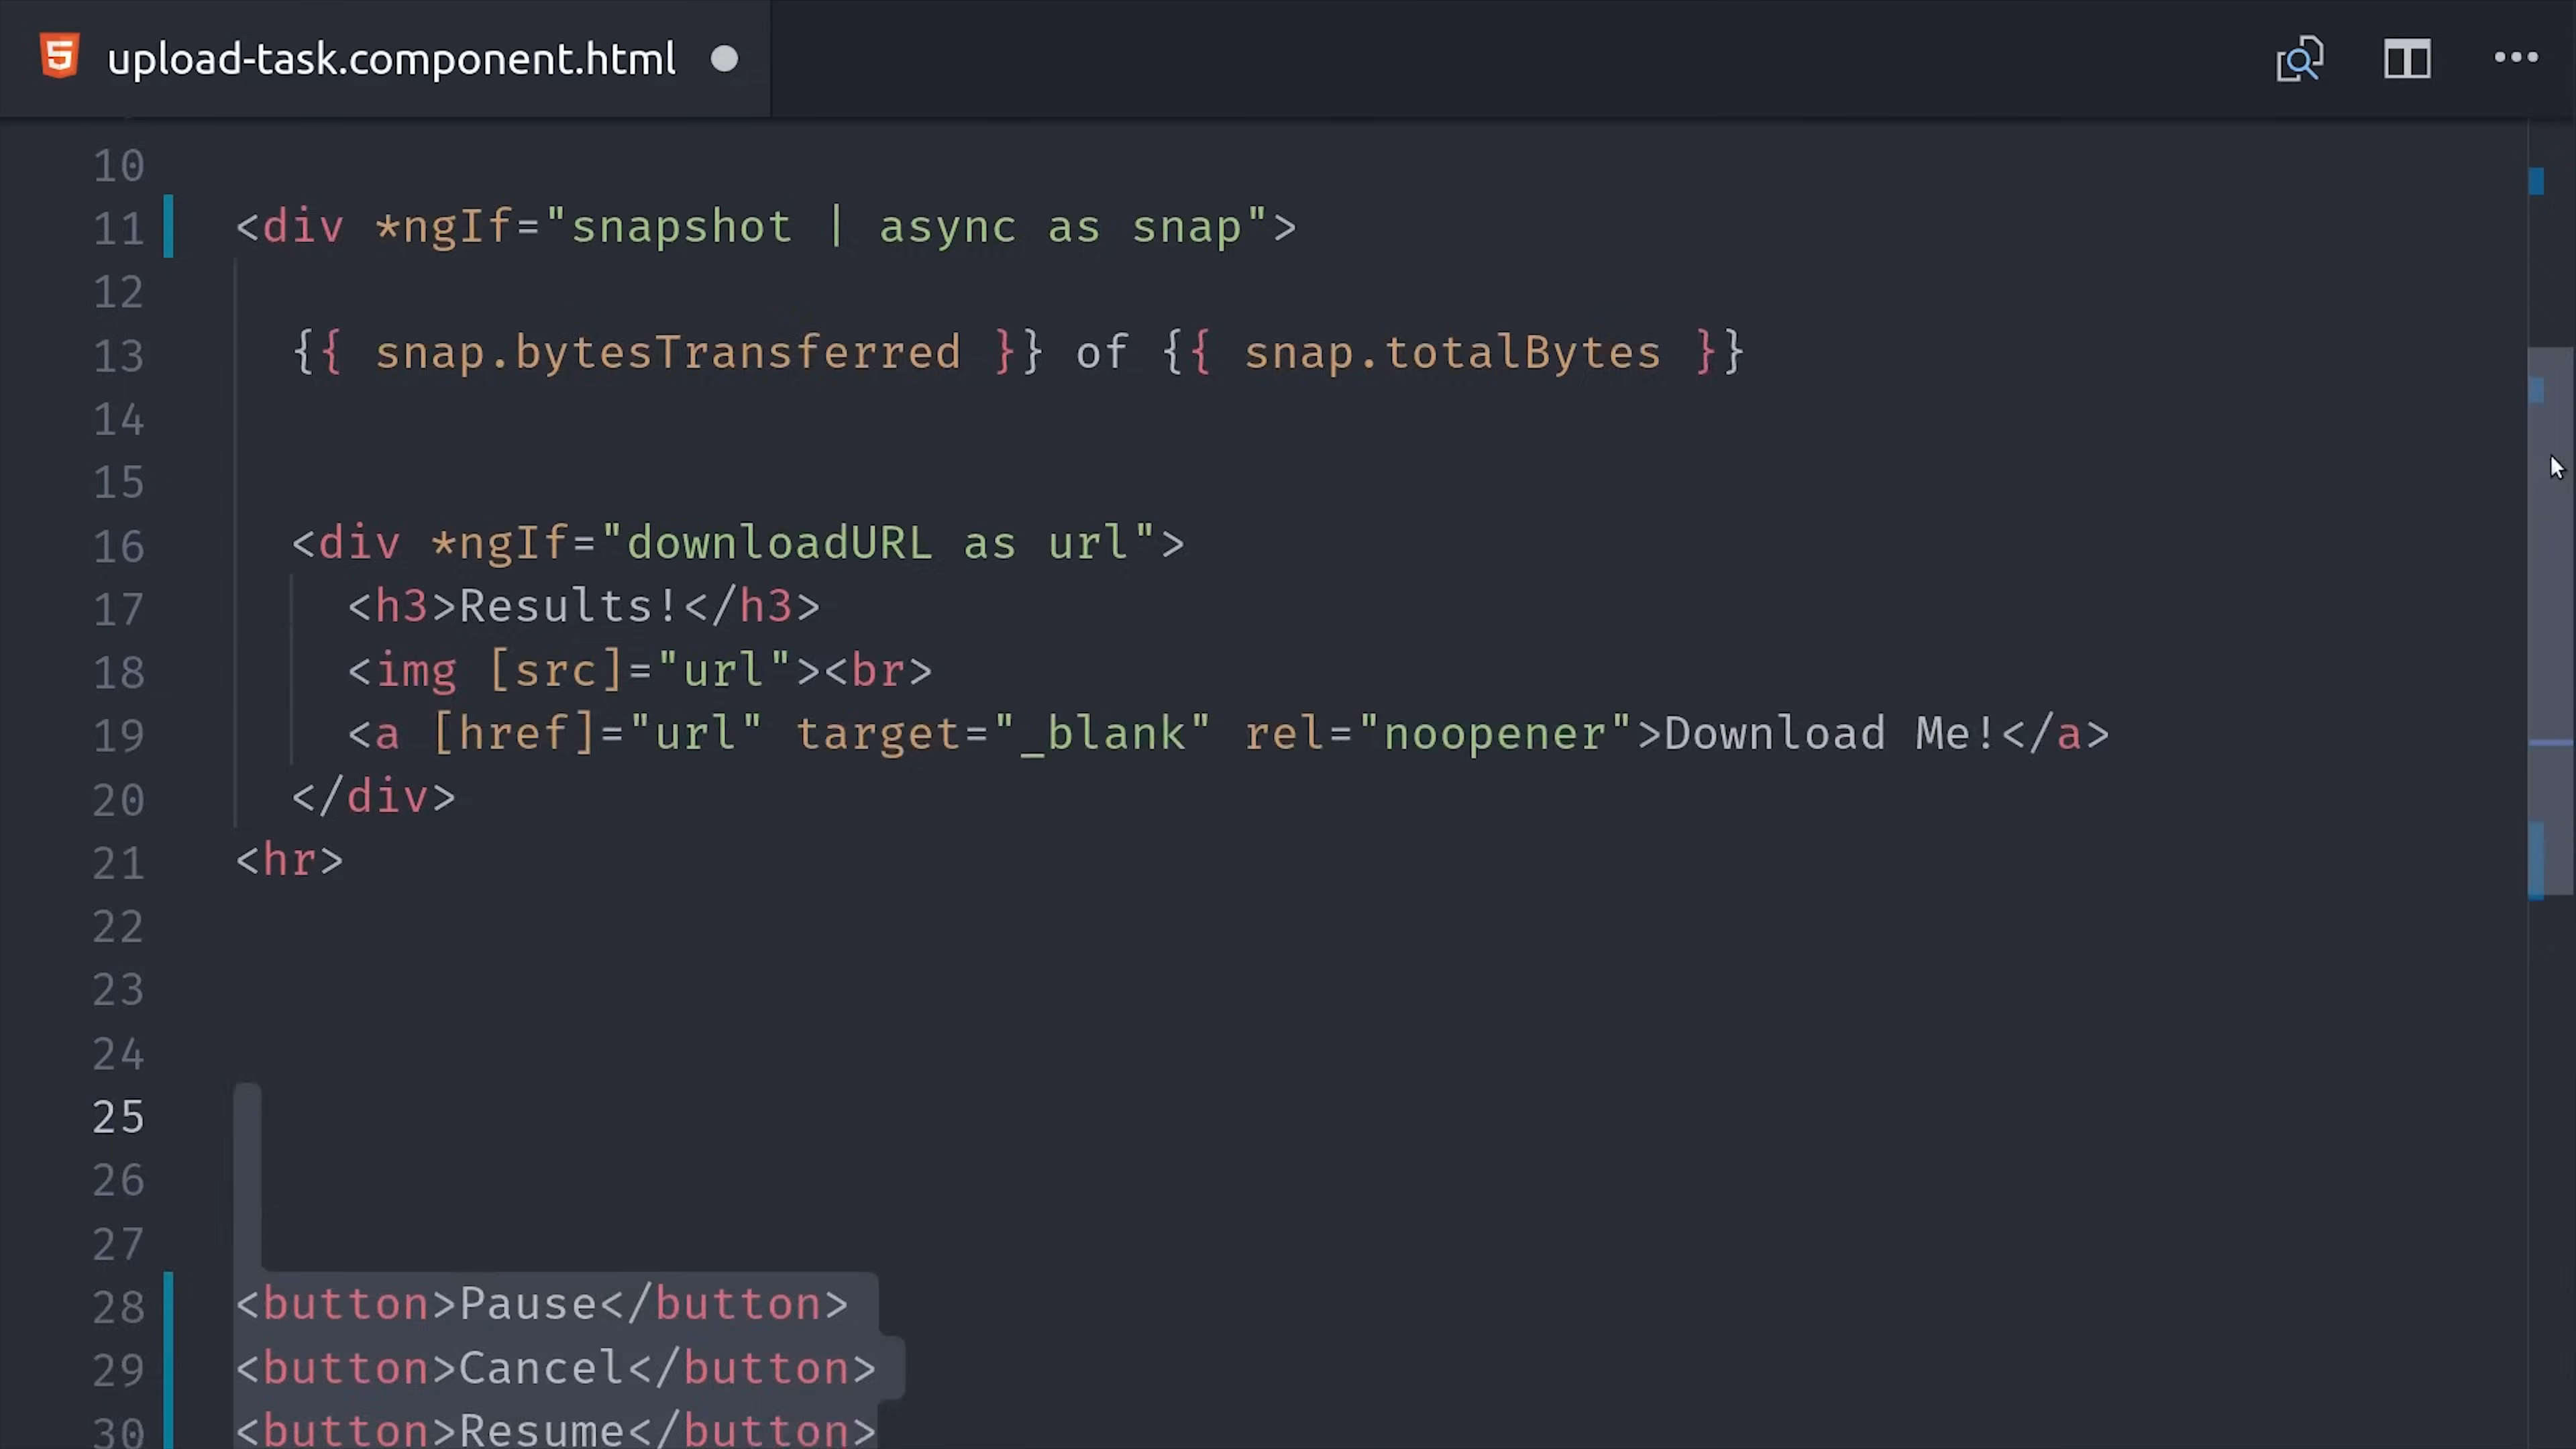 upload-task.component.html
10
11 <div *ngIf="snapshot | async as snap">
12
13 {{ snap.bytesTransferred }} of {{ snap.totalBytes }}
14
15
16 <div *ngIf="downloadURL as url">
17 <h3>Results!</h3>
18 <img [src]="url"><br>
19 <a [href]="url" target="_blank" rel="noopener">Download Me!</a>
20 </div>
21 <hr>
22
23
24
25
26
27
28 <button>Pause</button>
29 <button>Cancel</button>
30 <button>Resume</button>